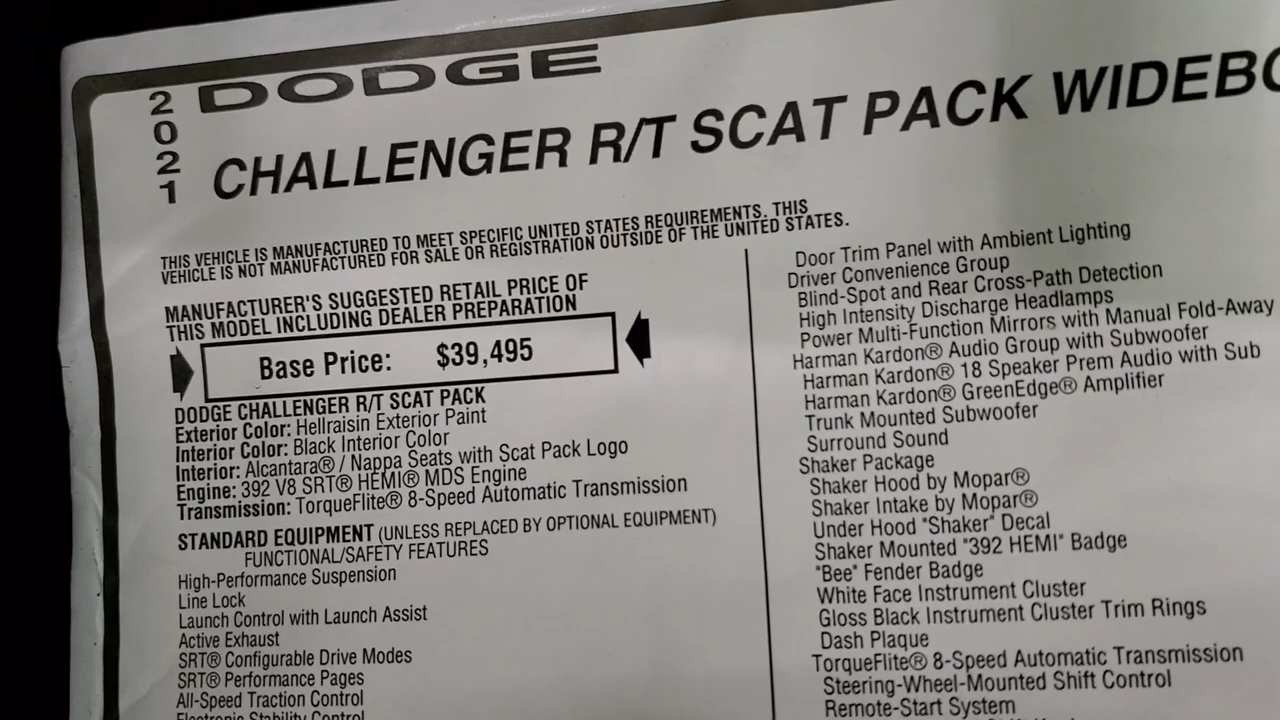 2021
DODGE
CHALLENGER R/T SCAT PACK
THIS VEHICLE IS MANUFACTURED TO MEET SPECIFIC UNITED STATES REQUIREMENTS. THIS
VEHICLE IS NOT MANUFACTURED FOR SALE OR REGISTRATION OUTSIDE OF THE UNITED STATES.
MANUFACTURER'S SUGGESTED RETAIL PRICE OF
THIS MODEL INCLUDING DEALER PREPARATION
Base Price: $39,495
DODGE CHALLENGER R/T SCAT PACK
Exterior Color: Hellraisin Exterior Paint
Interior Color: Black Interior Color
Interior: Alcantara® / Nappa Seats with Scat Pack Logo
Engine: 392 V8 SRT® HEMI® MDS Engine
Transmission: TorqueFlite® 8-Speed Automatic Transmission
STANDARD EQUIPMENT (UNLESS REPLACED BY OPTIONAL EQUIPMENT)
FUNCTIONAL/SAFETY FEATURES
High-Performance Suspension
Line Lock
Launch Control with Launch Assist
Active Exhaust
SRT® Configurable Drive Modes
SRT® Performance Pages
All-Speed Traction Control
Electronic Stability Control
Door Trim Panel with Ambient Lighting
Driver Convenience Group
Blind-Spot and Rear Cross-Path Detection
High Intensity Discharge Headlamps
Power Multi-Function Mirrors with Manual Fold-Away
Harman Kardon® Audio Group with Subwoofer
Harman Kardon® 18 Speaker Prem Audio with Sub
Harman Kardon® GreenEdge® Amplifier
Trunk Mounted Subwoofer
Surround Sound
Shaker Package
Shaker Hood by Mopar®
Shaker Intake by Mopar®
Under Hood "Shaker" Decal
Shaker Mounted "392 HEMI" Badge
"Bee" Fender Badge
White Face Instrument Cluster
Gloss Black Instrument Cluster Trim Rings
Dash Plaque
TorqueFlite® 8-Speed Automatic Transmission
Steering-Wheel-Mounted Shift Control
Remote-Start System